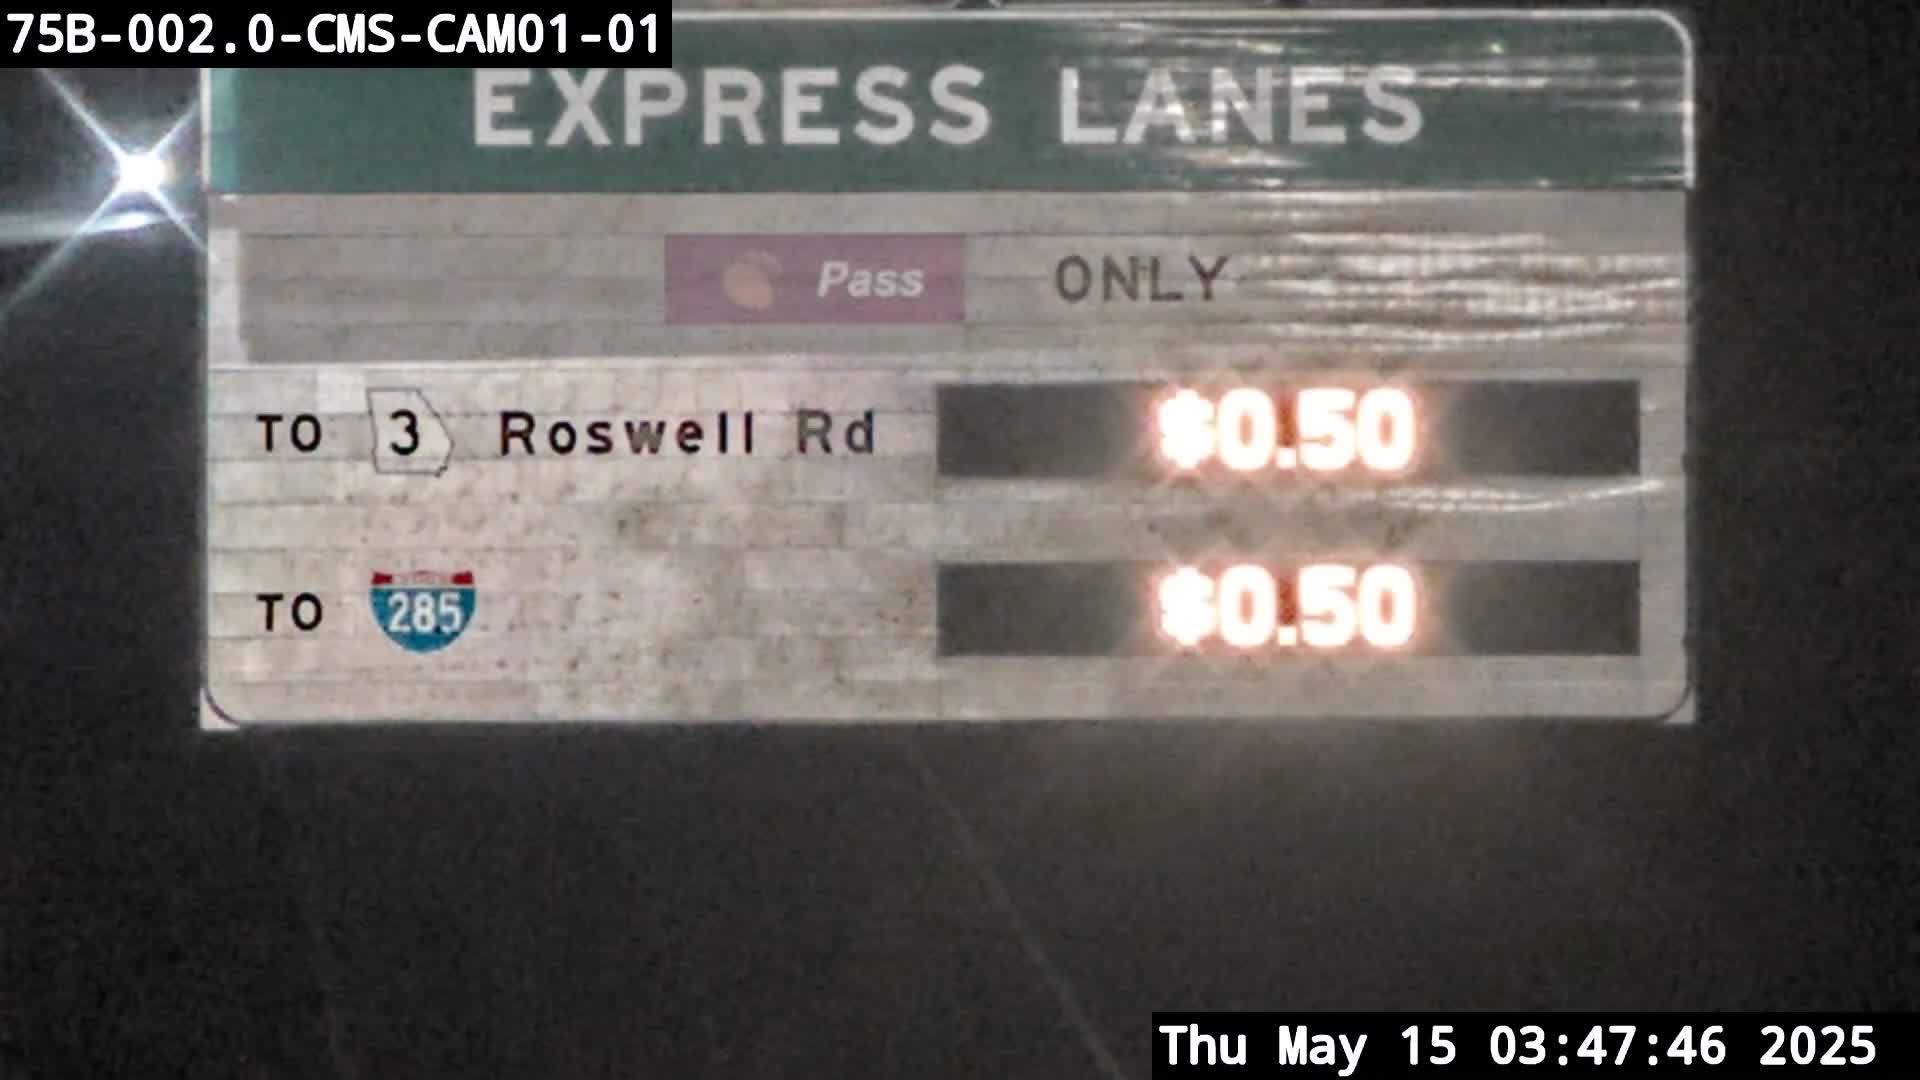 75B-002.0-CMS-CAM01-01
EXPRESS LANES
Pass ONLY
TO 3 Roswell Rd $0.50
TO 285 $0.50
Thu May 15 03:47:46 2025